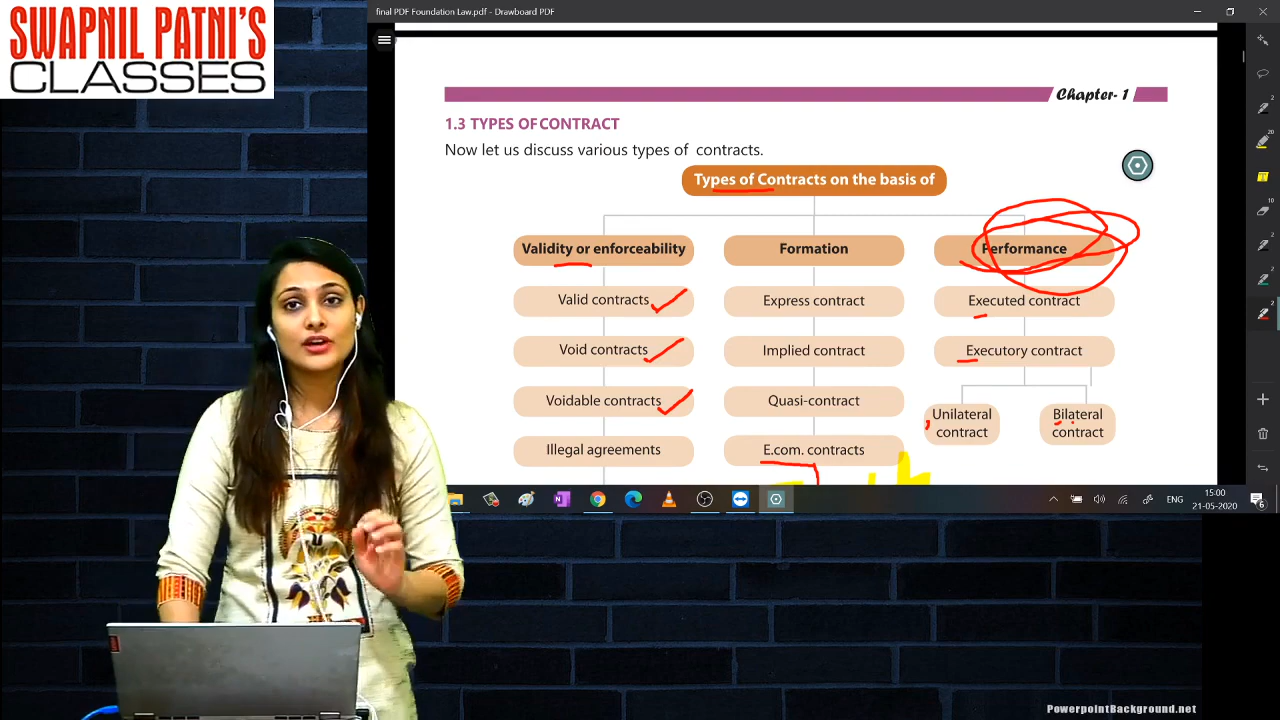 SWAPNIL PATNI'S
CLASSES
final PDF Foundation Law.pdf - Drawboard PDF
Chapter- 1
1.3 TYPES OF CONTRACT
Now let us discuss various types of contracts.
Types of Contracts on the basis of
Validity or enforceability
Formation
Performance
Valid contracts
Express contract
Executed contract
Void contracts
Implied contract
Executory contract
Voidable contracts
Quasi-contract
Unilateral
contract
Bilateral
contract
Illegal agreements
E.com. contracts
ENG
15:00
21-05-2020
PowerpointBackground.net